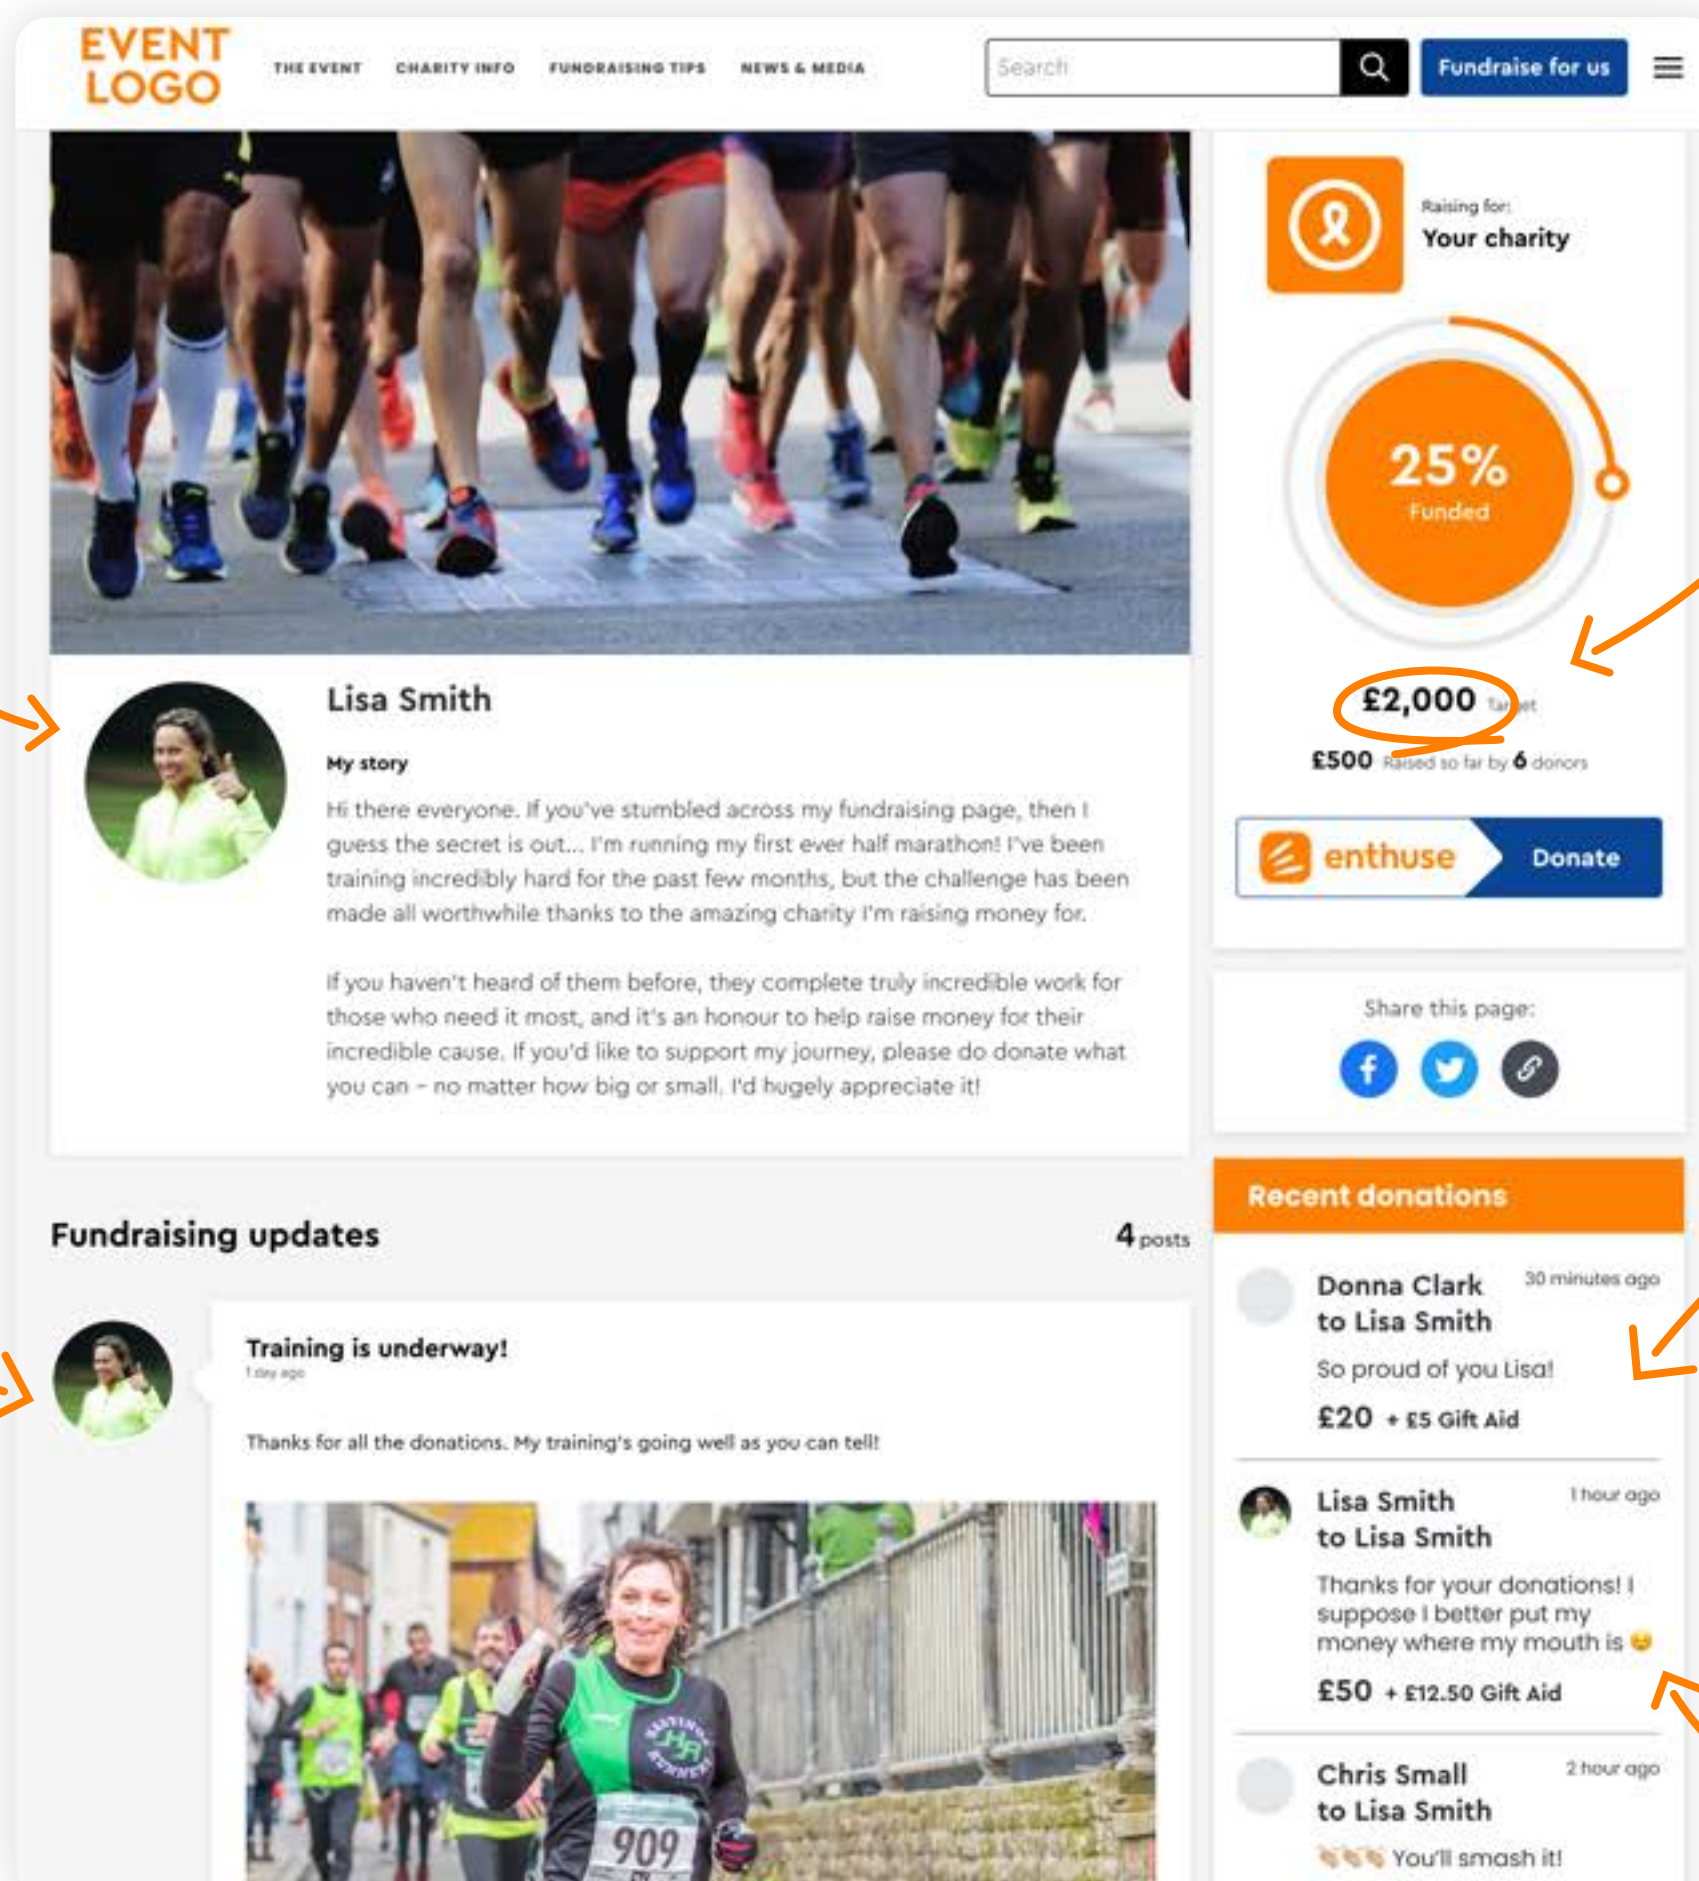 EVENT
LOGO
THE EVENT
CHARITY INFO
FUNDRAISING TIPS
NEWS & MEDIA
Search
Fundraise for us
Raising for:
Your charity
25%
Funded
£2,000 Target
£500 Raised so far by 6 donors
enthuse
Donate
Share this page:
Lisa Smith
My story
Hi there everyone. If you've stumbled across my fundraising page, then I
guess the secret is out... I'm running my first ever half marathon! I've been
training incredibly hard for the past few months, but the challenge has been
made all worthwhile thanks to the amazing charity I'm raising money for.
If you haven't heard of them before, they complete truly incredible work for
those who need it most, and it's an honour to help raise money for their
incredible cause. If you'd like to support my journey, please do donate what
you can – no matter how big or small. I'd hugely appreciate it!
Fundraising updates
4 posts
Training is underway!
1 day ago
Thanks for all the donations. My training's going well as you can tell!
HR
RUNNERS
909
Recent donations
Donna Clark
to Lisa Smith
30 minutes ago
So proud of you Lisa!
£20 + £5 Gift Aid
Lisa Smith
to Lisa Smith
1 hour ago
Thanks for your donations! I
suppose I better put my
money where my mouth is 😉
£50 + £12.50 Gift Aid
Chris Small
to Lisa Smith
2 hour ago
👏🏼👏🏼👏🏼 You'll smash it!